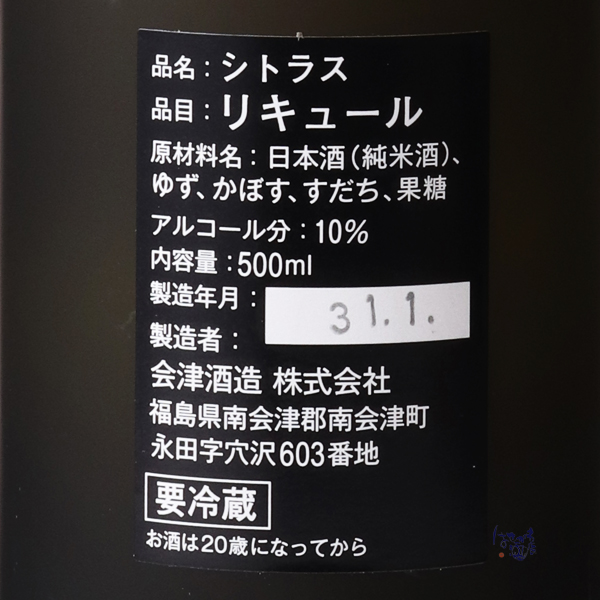 品名：シトラス
品目：リキュール
原材料名：日本酒（純米酒）、
ゆず、かぼす、すだち、果糖
アルコール分：10％
内容量：500ml
製造年月：31.1.
製造者：
会津酒造 株式会社
福島県南会津郡南会津町
永田字穴沢603番地
要冷蔵
お酒は20歳になってから